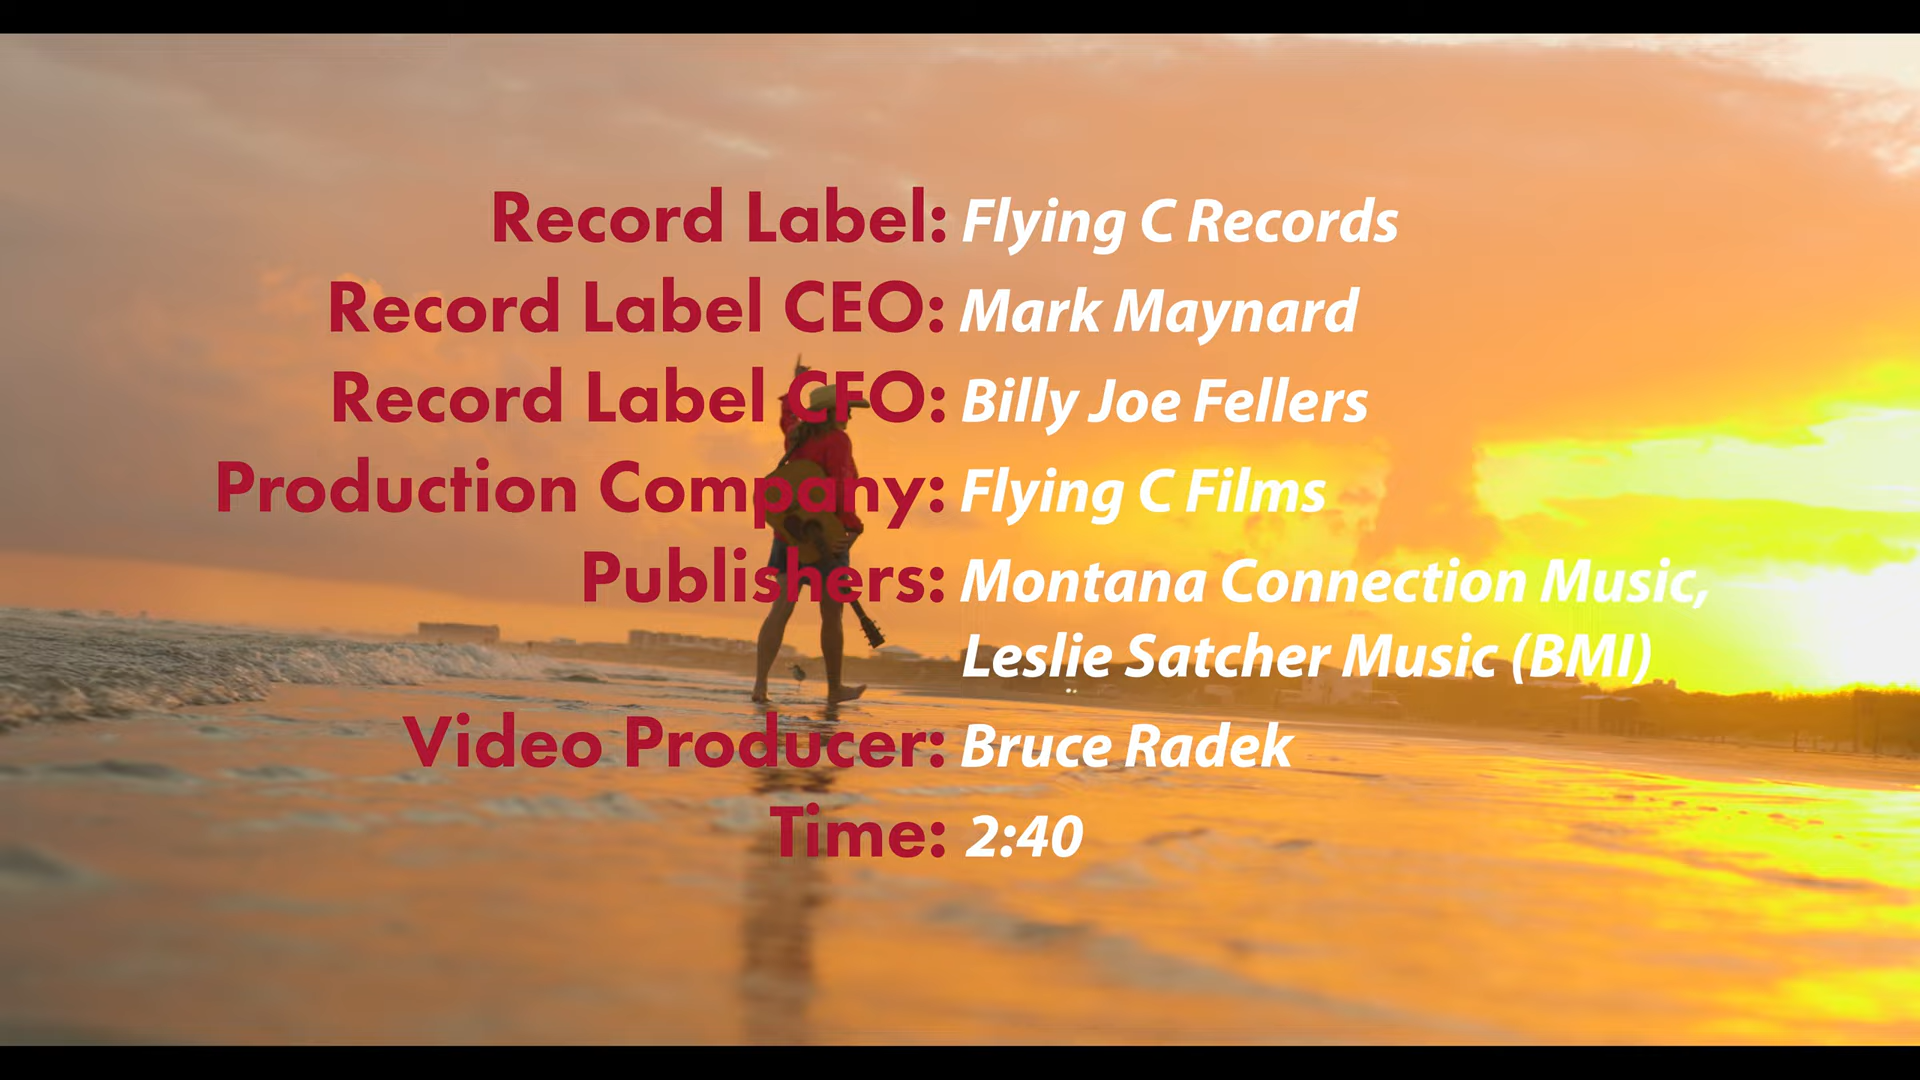 Record Label: Flying C Records
Record Label CEO: Mark Maynard
Record Label CFO: Billy Joe Fellers
Production Company: Flying C Films
Publishers: Montana Connection Music,
Leslie Satcher Music (BMI)
Video Producer: Bruce Radek
Time: 2:40